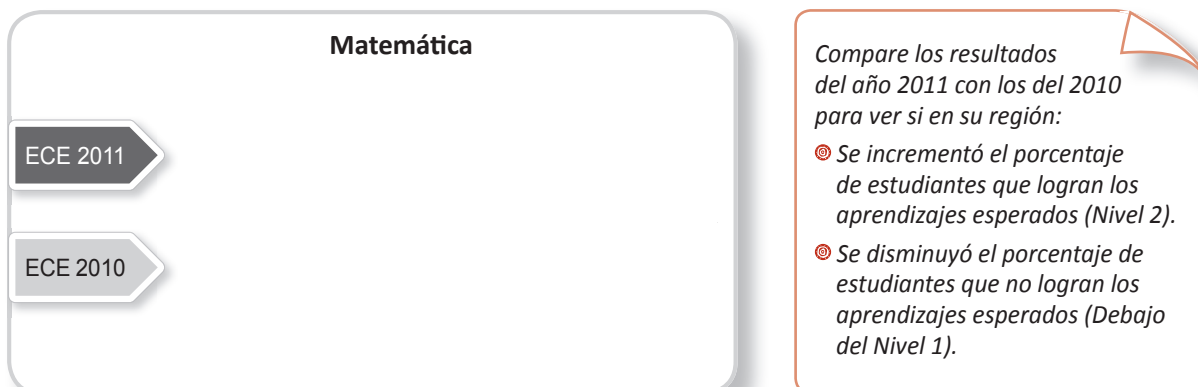 Matemática
ECE 2011
ECE 2010
Compare los resultados
del año 2011 con los del 2010
para ver si en su región:
Se incrementó el porcentaje
de estudiantes que logran los
aprendizajes esperados (Nivel 2).
Se disminuyó el porcentaje de
estudiantes que no logran los
aprendizajes esperados (Debajo
del Nivel 1).